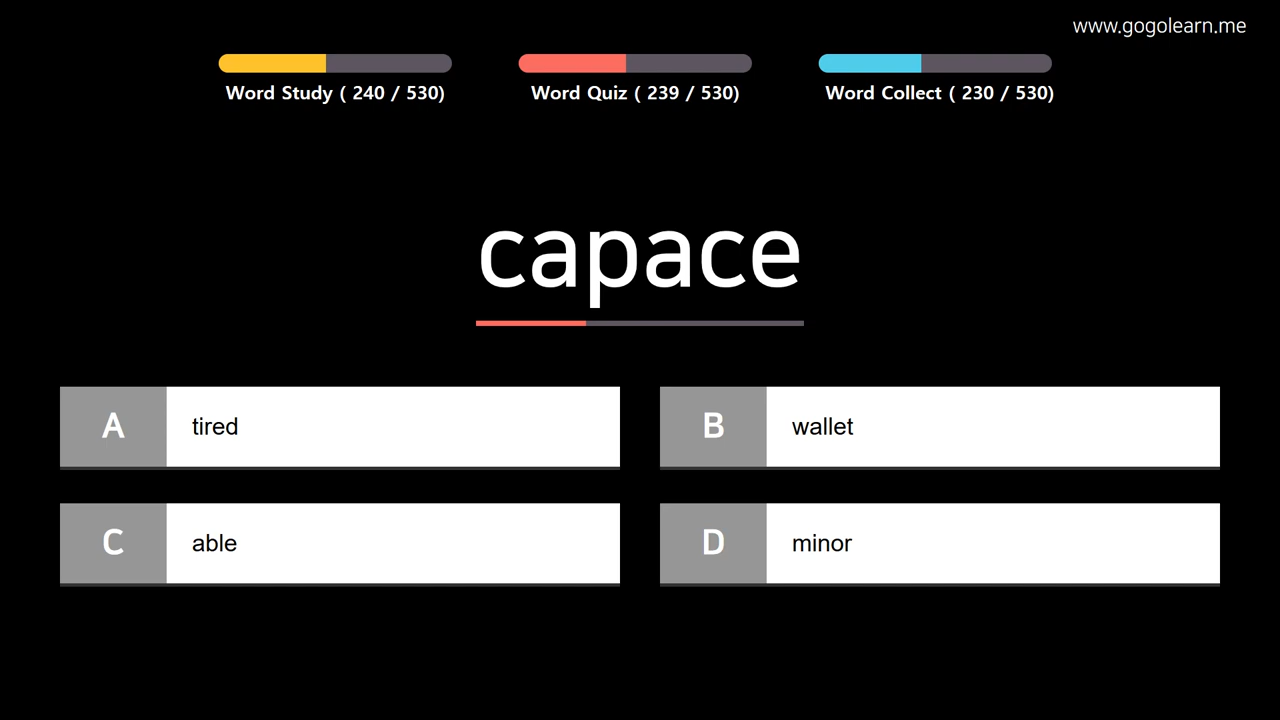 www.gogolearn.me
Word Study ( 240 / 530)
Word Quiz ( 239 / 530)
Word Collect ( 230 / 530)
capace
A tired
B wallet
C able
D minor